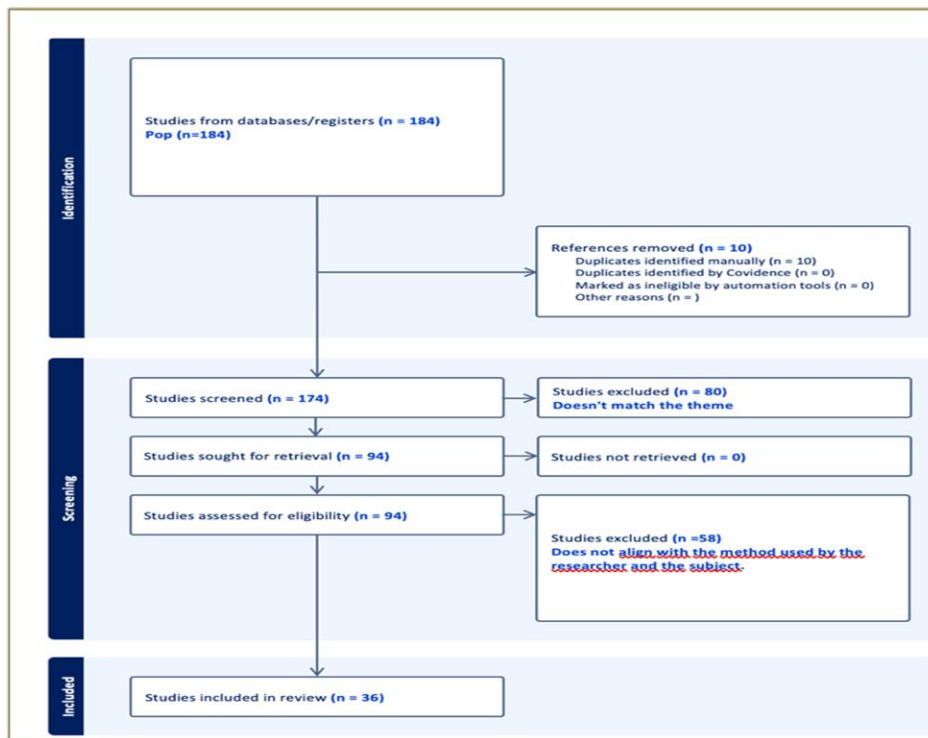 Identification
Studies from databases/registers (n = 184)
Pop (n=184)
References removed (n = 10)
Duplicates identified manually (n = 10)
Duplicates identified by Covidence (n = 0)
Marked as ineligible by automation tools (n = 0)
Other reasons (n = )
Screening
Studies screened (n = 174)
Studies excluded (n = 80)
Doesn't match the theme
Studies sought for retrieval (n = 94)
Studies not retrieved (n = 0)
Studies assessed for eligibility (n = 94)
Studies excluded (n =58)
Does not align with the method used by the
researcher and the subject.
Included
Studies included in review (n = 36)